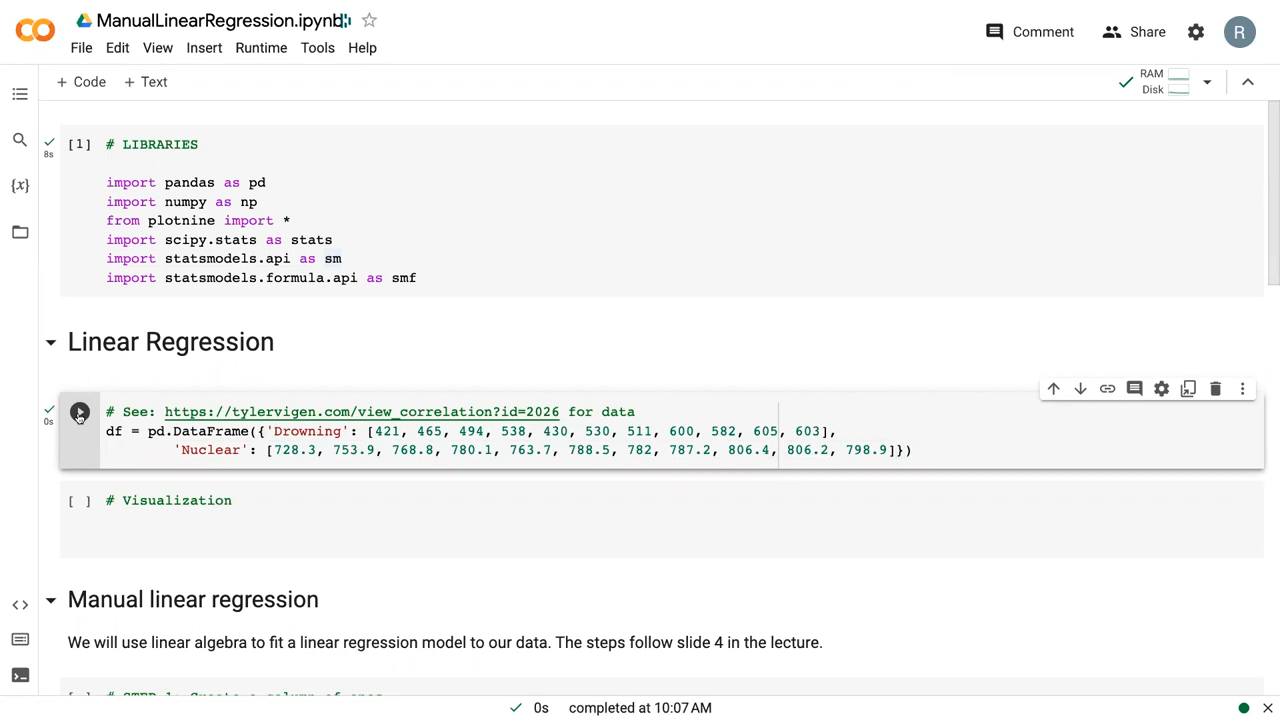 ManualLinearRegression.ipynb
File Edit View Insert Runtime Tools Help
Comment Share R
+ Code + Text
RAM
Disk
[1] # LIBRARIES
8s
import pandas as pd
import numpy as np
from plotnine import *
import scipy.stats as stats
import statsmodels.api as sm
import statsmodels.formula.api as smf
{x}
Linear Regression
0s
# See: https://tylervigen.com/view_correlation?id=2026 for data
df = pd.DataFrame({'Drowning': [421, 465, 494, 538, 430, 530, 511, 600, 582, 605, 603],
'Nuclear': [728.3, 753.9, 768.8, 780.1, 763.7, 788.5, 782, 787.2, 806.4, 806.2, 798.9]})
[ ] # Visualization
Manual linear regression
We will use linear algebra to fit a linear regression model to our data. The steps follow slide 4 in the lecture.
[ ] # STEP 1: Create a column of ones
0s completed at 10:07 AM